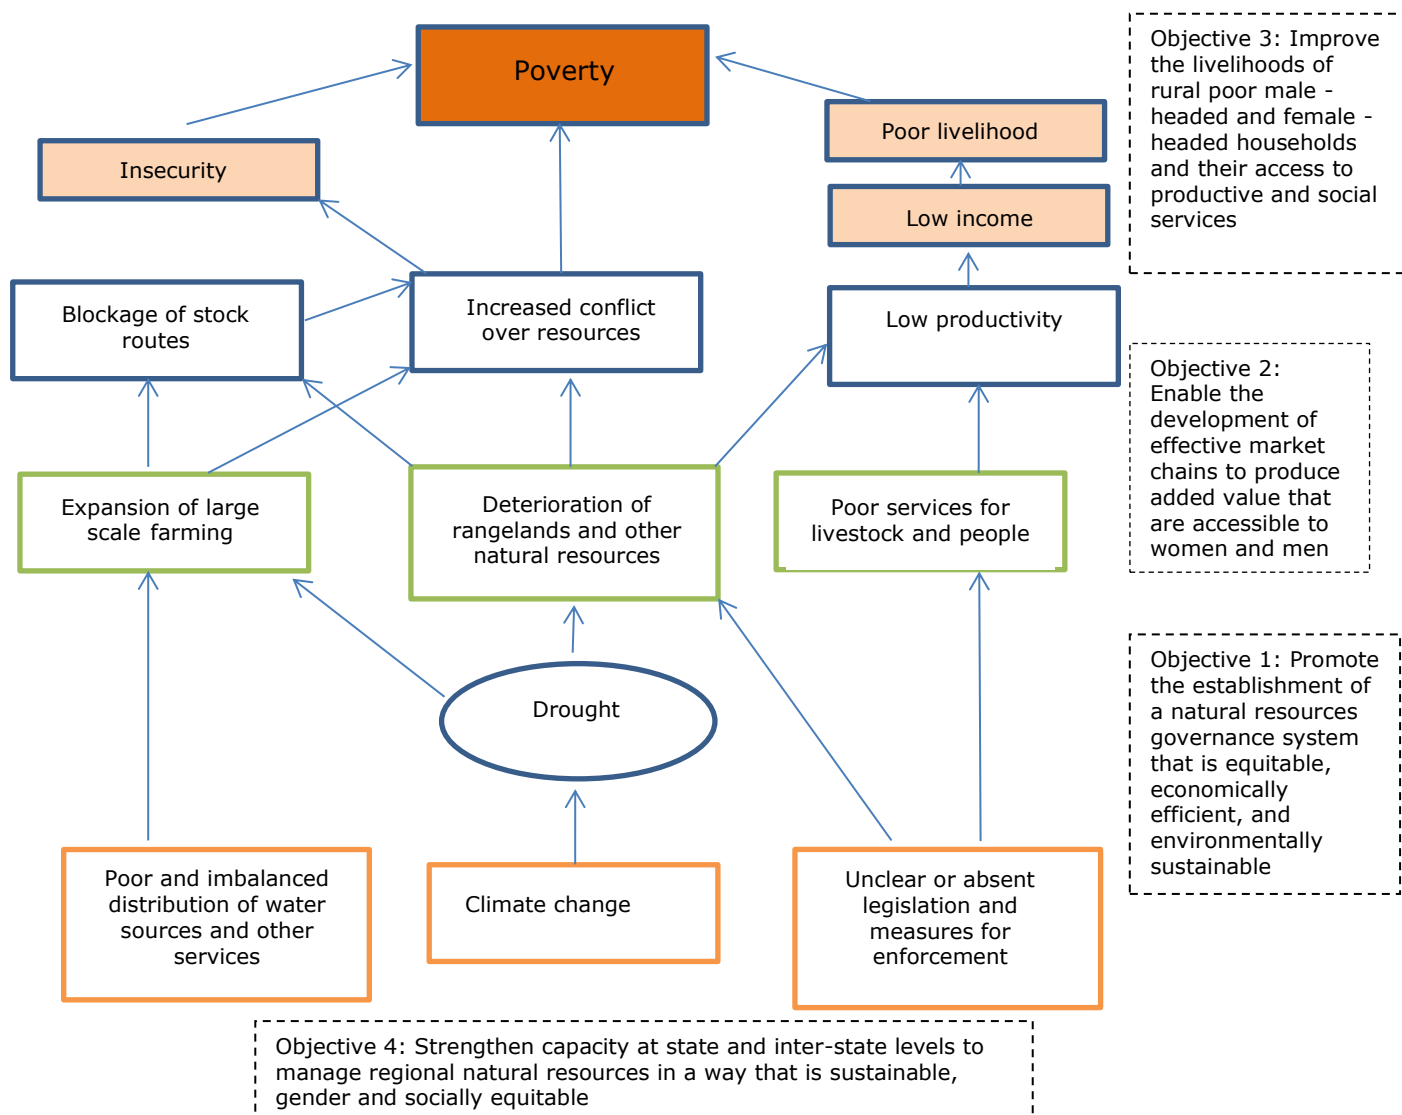 Poverty
Objective 3: Improve
the livelihoods of
rural poor male -
headed and female -
headed households
and their access to
productive and social
services
Poor livelihood
Insecurity
Low income
Blockage of stock
routes
Increased conflict
over resources
Low productivity
Objective 2:
Enable the
development of
effective market
chains to produce
added value that
are accessible to
women and men
Expansion of large
scale farming
Deterioration of
rangelands and other
natural resources
Poor services for
livestock and people
Objective 1: Promote
the establishment of
a natural resources
governance system
that is equitable,
economically
efficient, and
environmentally
sustainable
Drought
Poor and imbalanced
distribution of water
sources and other
services
Climate change
Unclear or absent
legislation and
measures for
enforcement
Objective 4: Strengthen capacity at state and inter-state levels to
manage regional natural resources in a way that is sustainable,
gender and socially equitable